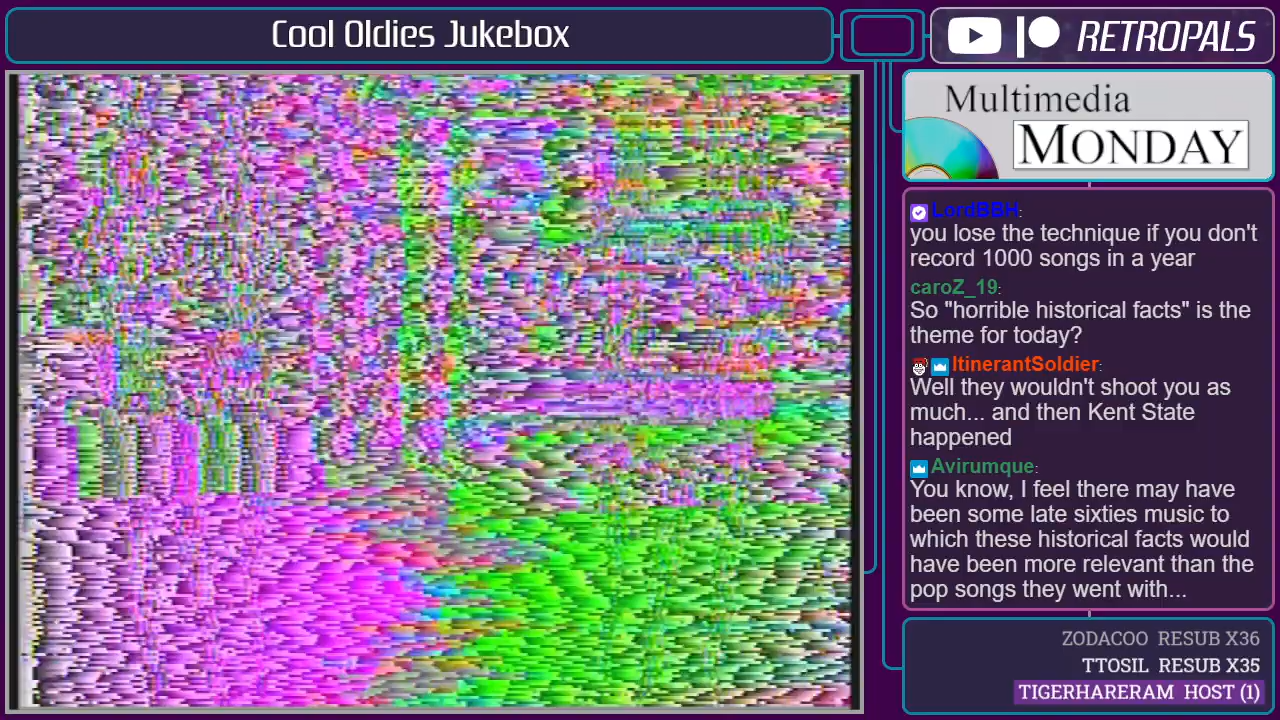 Cool Oldies Jukebox
RETROPALS
Multimedia
MONDAY
LordBBH:
you lose the technique if you don't
record 1000 songs in a year
caroZ_19:
So "horrible historical facts" is the
theme for today?
ItinerantSoldier:
Well they wouldn't shoot you as
much... and then Kent State
happened
Avirumque:
You know, I feel there may have
been some late sixties music to
which these historical facts would
have been more relevant than the
pop songs they went with...
ZODACOO RESUB X36
TTOSIL RESUB X35
TIGERHARERAM HOST (1)